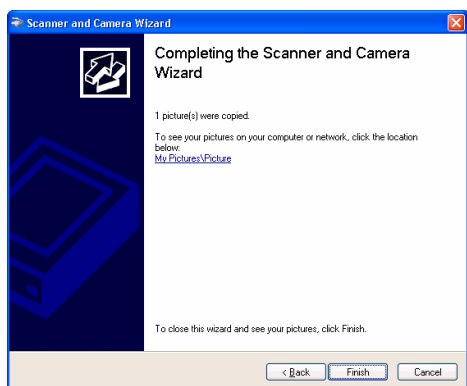 Scanner and Camera Wizard
Completing the Scanner and Camera
Wizard
1 picture(s) were copied.
To see your pictures on your computer or network, click the location
below:
My Pictures\Picture
To close this wizard and see your pictures, click Finish.
< Back
Finish
Cancel